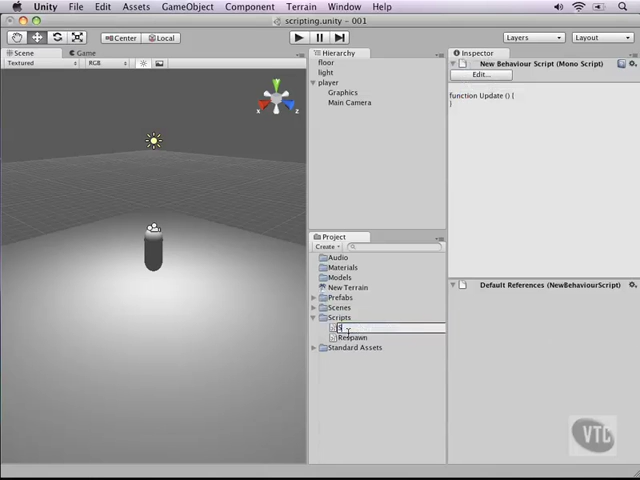 Unity File Edit Assets GameObject Component Terrain Window Help
scripting.unity - 001
Center Local Layers Layout
Scene Game
Textured RGB
Hierarchy
floor
light
player
Graphics
Main Camera
Project
Create
Audio
Materials
Models
New Terrain
Prefabs
Scenes
Scripts
S
Respawn
Standard Assets
Inspector
New Behaviour Script (Mono Script)
Edit...
function Update () {
}
Default References (NewBehaviourScript)
VTC